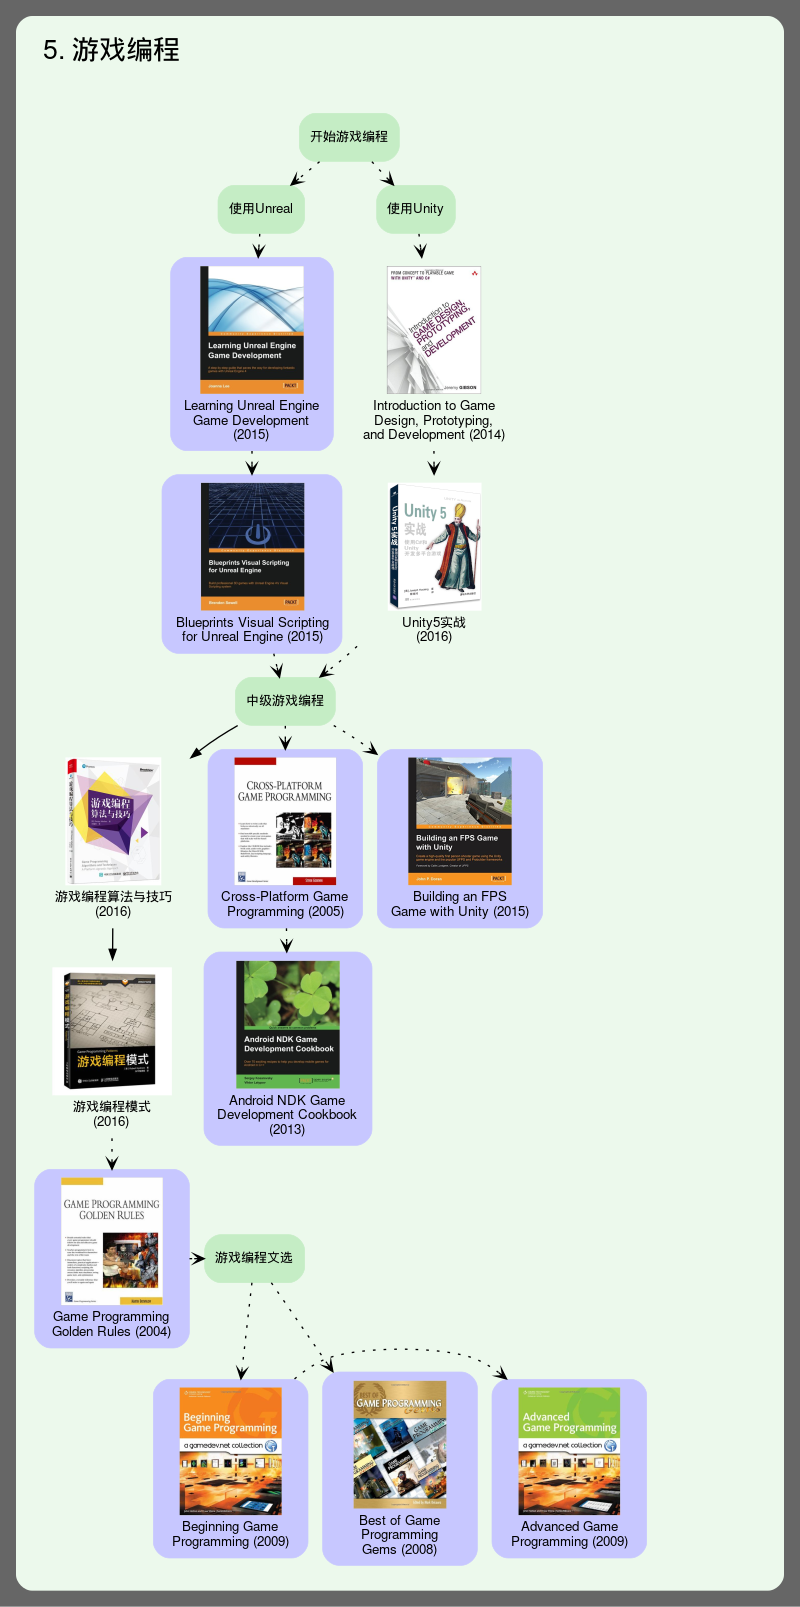 5. 游戏编程
开始游戏编程
使用Unreal
使用Unity
Learning Unreal Engine
Game Development
PACKT
Learning Unreal Engine
Game Development
(2015)
FROM CONCEPT TO PLAYABLE GAME
WITH UNITY™ AND C#
Introduction to
GAME DESIGN,
PROTOTYPING,
and
DEVELOPMENT
Jeremy GIBSON
Introduction to Game
Design, Prototyping,
and Development (2014)
Blueprints Visual Scripting
for Unreal Engine
PACKT
Blueprints Visual Scripting
for Unreal Engine (2015)
Unity 5
实战
Unity 5实战
Unity5实战
(2016)
中级游戏编程
游戏编程
算法与技巧
游戏编程算法与技巧
(2016)
CROSS-PLATFORM
GAME PROGRAMMING
Cross-Platform Game
Programming (2005)
Building an FPS Game
with Unity
PACKT
Building an FPS
Game with Unity (2015)
游戏编程模式
游戏编程模式
(2016)
Android NDK Game
Development Cookbook
Android NDK Game
Development Cookbook
(2013)
GAME PROGRAMMING
GOLDEN RULES
Game Programming
Golden Rules (2004)
游戏编程文选
Beginning
Game Programming
a gamedev.net collection
Beginning Game
Programming (2009)
BEST OF
GAME PROGRAMMING
Best of Game
Programming
Gems (2008)
Advanced
Game Programming
a gamedev.net collection
Advanced Game
Programming (2009)